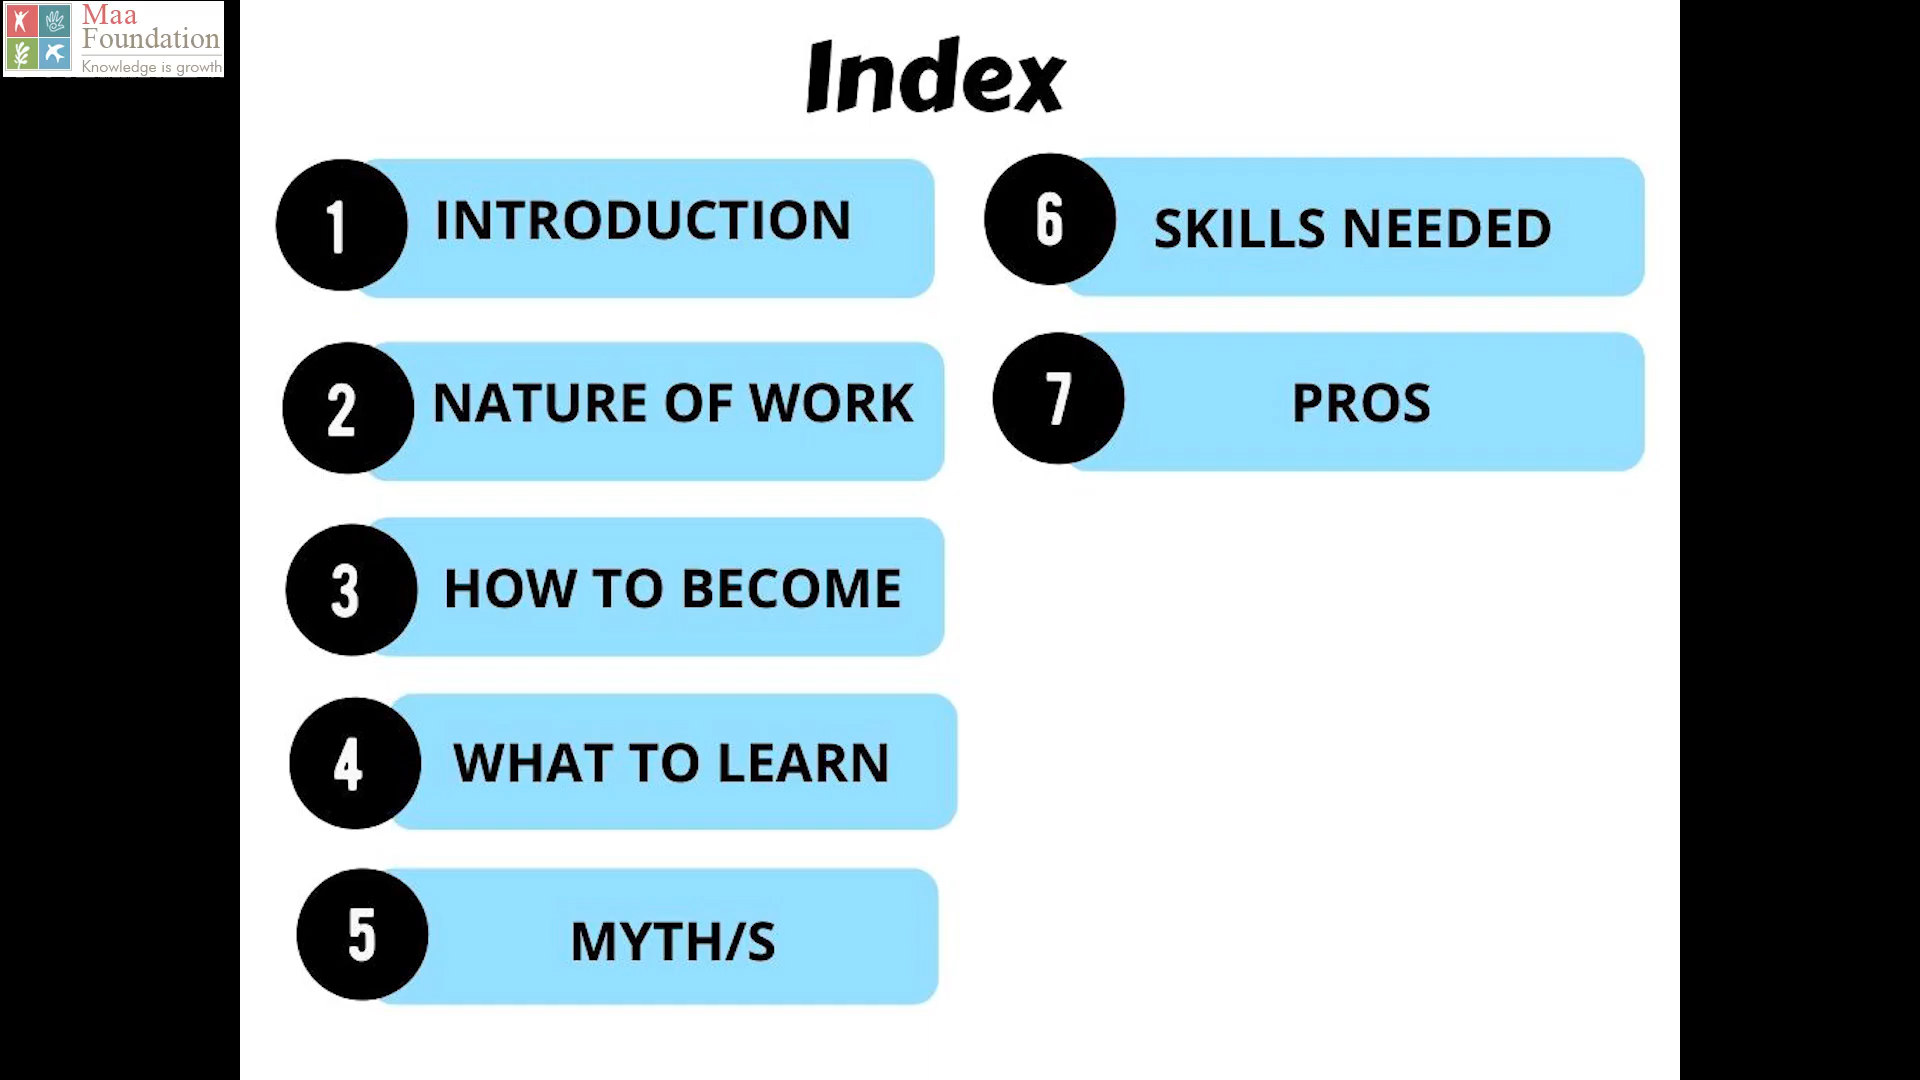 Maa
Foundation
Knowledge is growth
Index
1 INTRODUCTION
2 NATURE OF WORK
3 HOW TO BECOME
4 WHAT TO LEARN
5 MYTH/S
6 SKILLS NEEDED
7 PROS